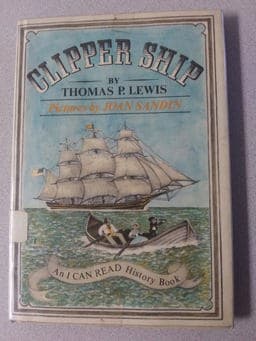 CLIPPER SHIP
BY
THOMAS P. LEWIS
Pictures by JOAN SANDIN
An I CAN READ History Book